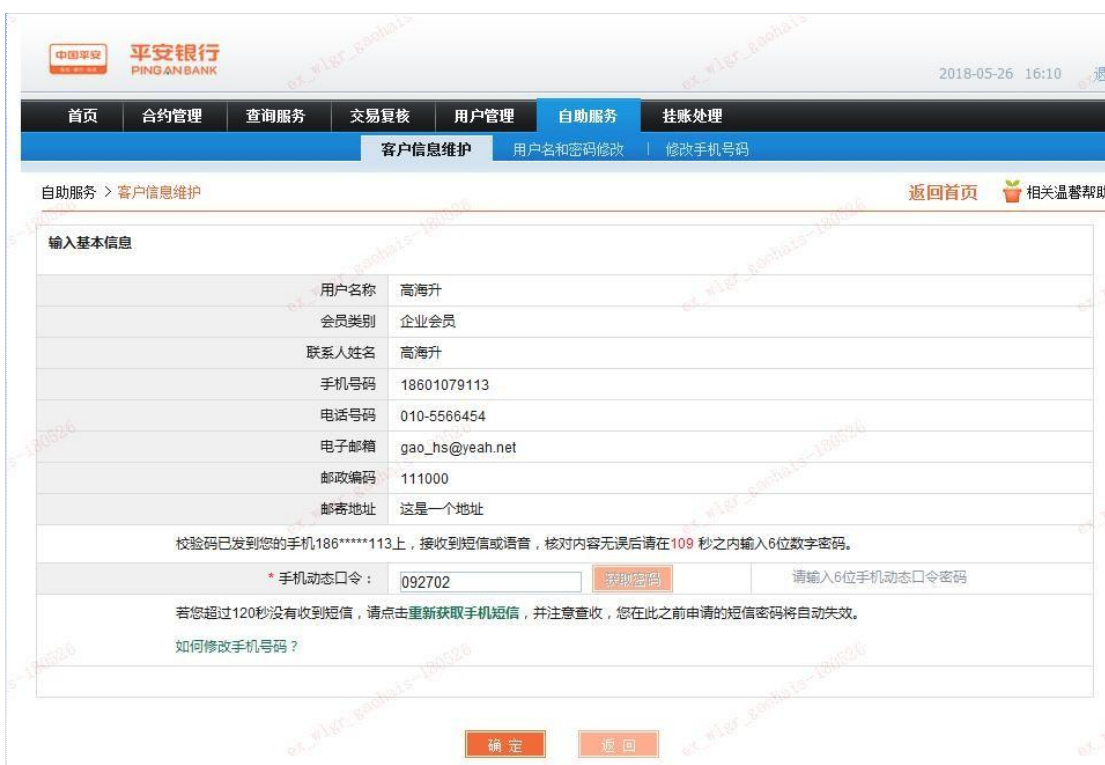 中国平安 平安银行
PING AN BANK
2018-05-26 16:10
首页 合约管理 查询服务 交易复核 用户管理 自助服务 挂账处理
客户信息维护 用户名和密码修改 | 修改手机号码
自助服务 > 客户信息维护 返回首页 相关温馨帮助
输入基本信息
用户名称 高海升
会员类别 企业会员
联系人姓名 高海升
手机号码 18601079113
电话号码 010-5566454
电子邮箱 gao_hs@yeah.net
邮政编码 111000
邮寄地址 这是一个地址
校验码已发到您的手机186*****113上，接收到短信或语音，核对内容无误后请在109 秒之内输入6位数字密码。
* 手机动态口令： 092702 获取密码 请输入6位手机动态口令密码
若您超过120秒没有收到短信，请点击重新获取手机短信，并注意查收，您在此之前申请的短信密码将自动失效。
如何修改手机号码？
确 定 返 回